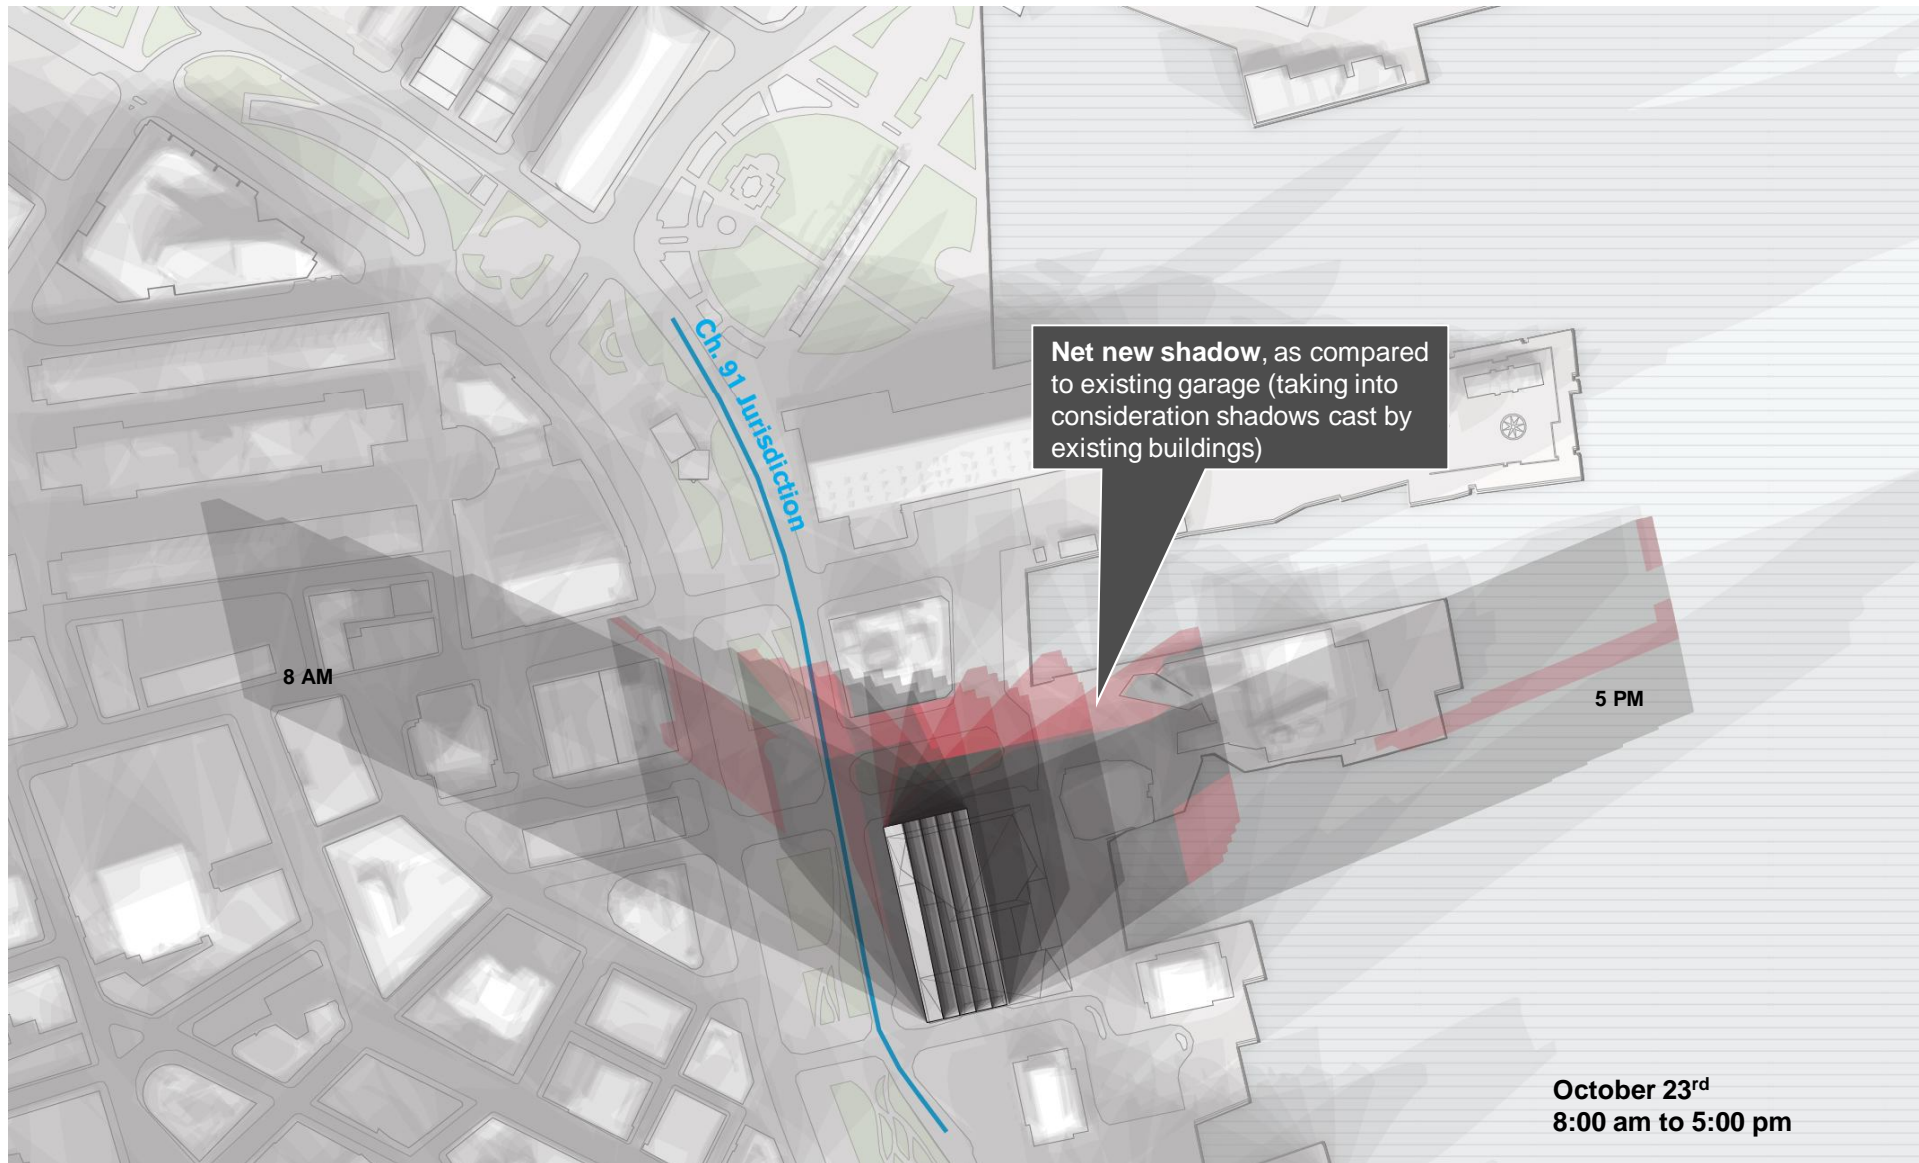 Ch. 91 Jurisdiction
Net new shadow, as compared
to existing garage (taking into
consideration shadows cast by
existing buildings)
8 AM
5 PM
October 23rd
8:00 am to 5:00 pm